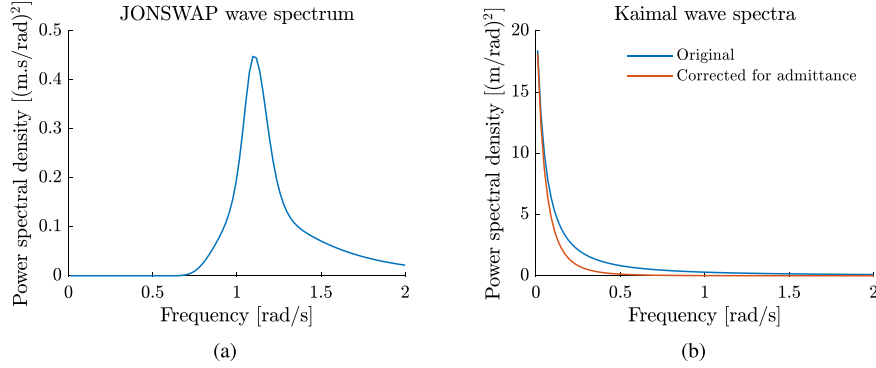 JONSWAP wave spectrum
Power spectral density [(m.s/rad)²]
0.5
0.4
0.3
0.2
0.1
0
0 0.5 1 1.5 2
Frequency [rad/s]
(a)
Kaimal wave spectra
Power spectral density [(m/rad)²]
20
15
10
5
0
Original
Corrected for admittance
0 0.5 1 1.5 2
Frequency [rad/s]
(b)